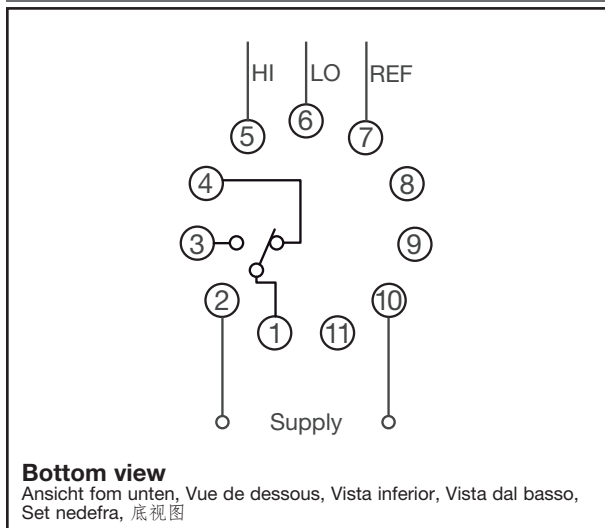 HI LO REF
5 6 7
4 8
3 9
2 10
1 11
Supply
Bottom view
Ansicht fom unten, Vue de dessous, Vista inferior, Vista dal basso,
Set nedefra, 底视图